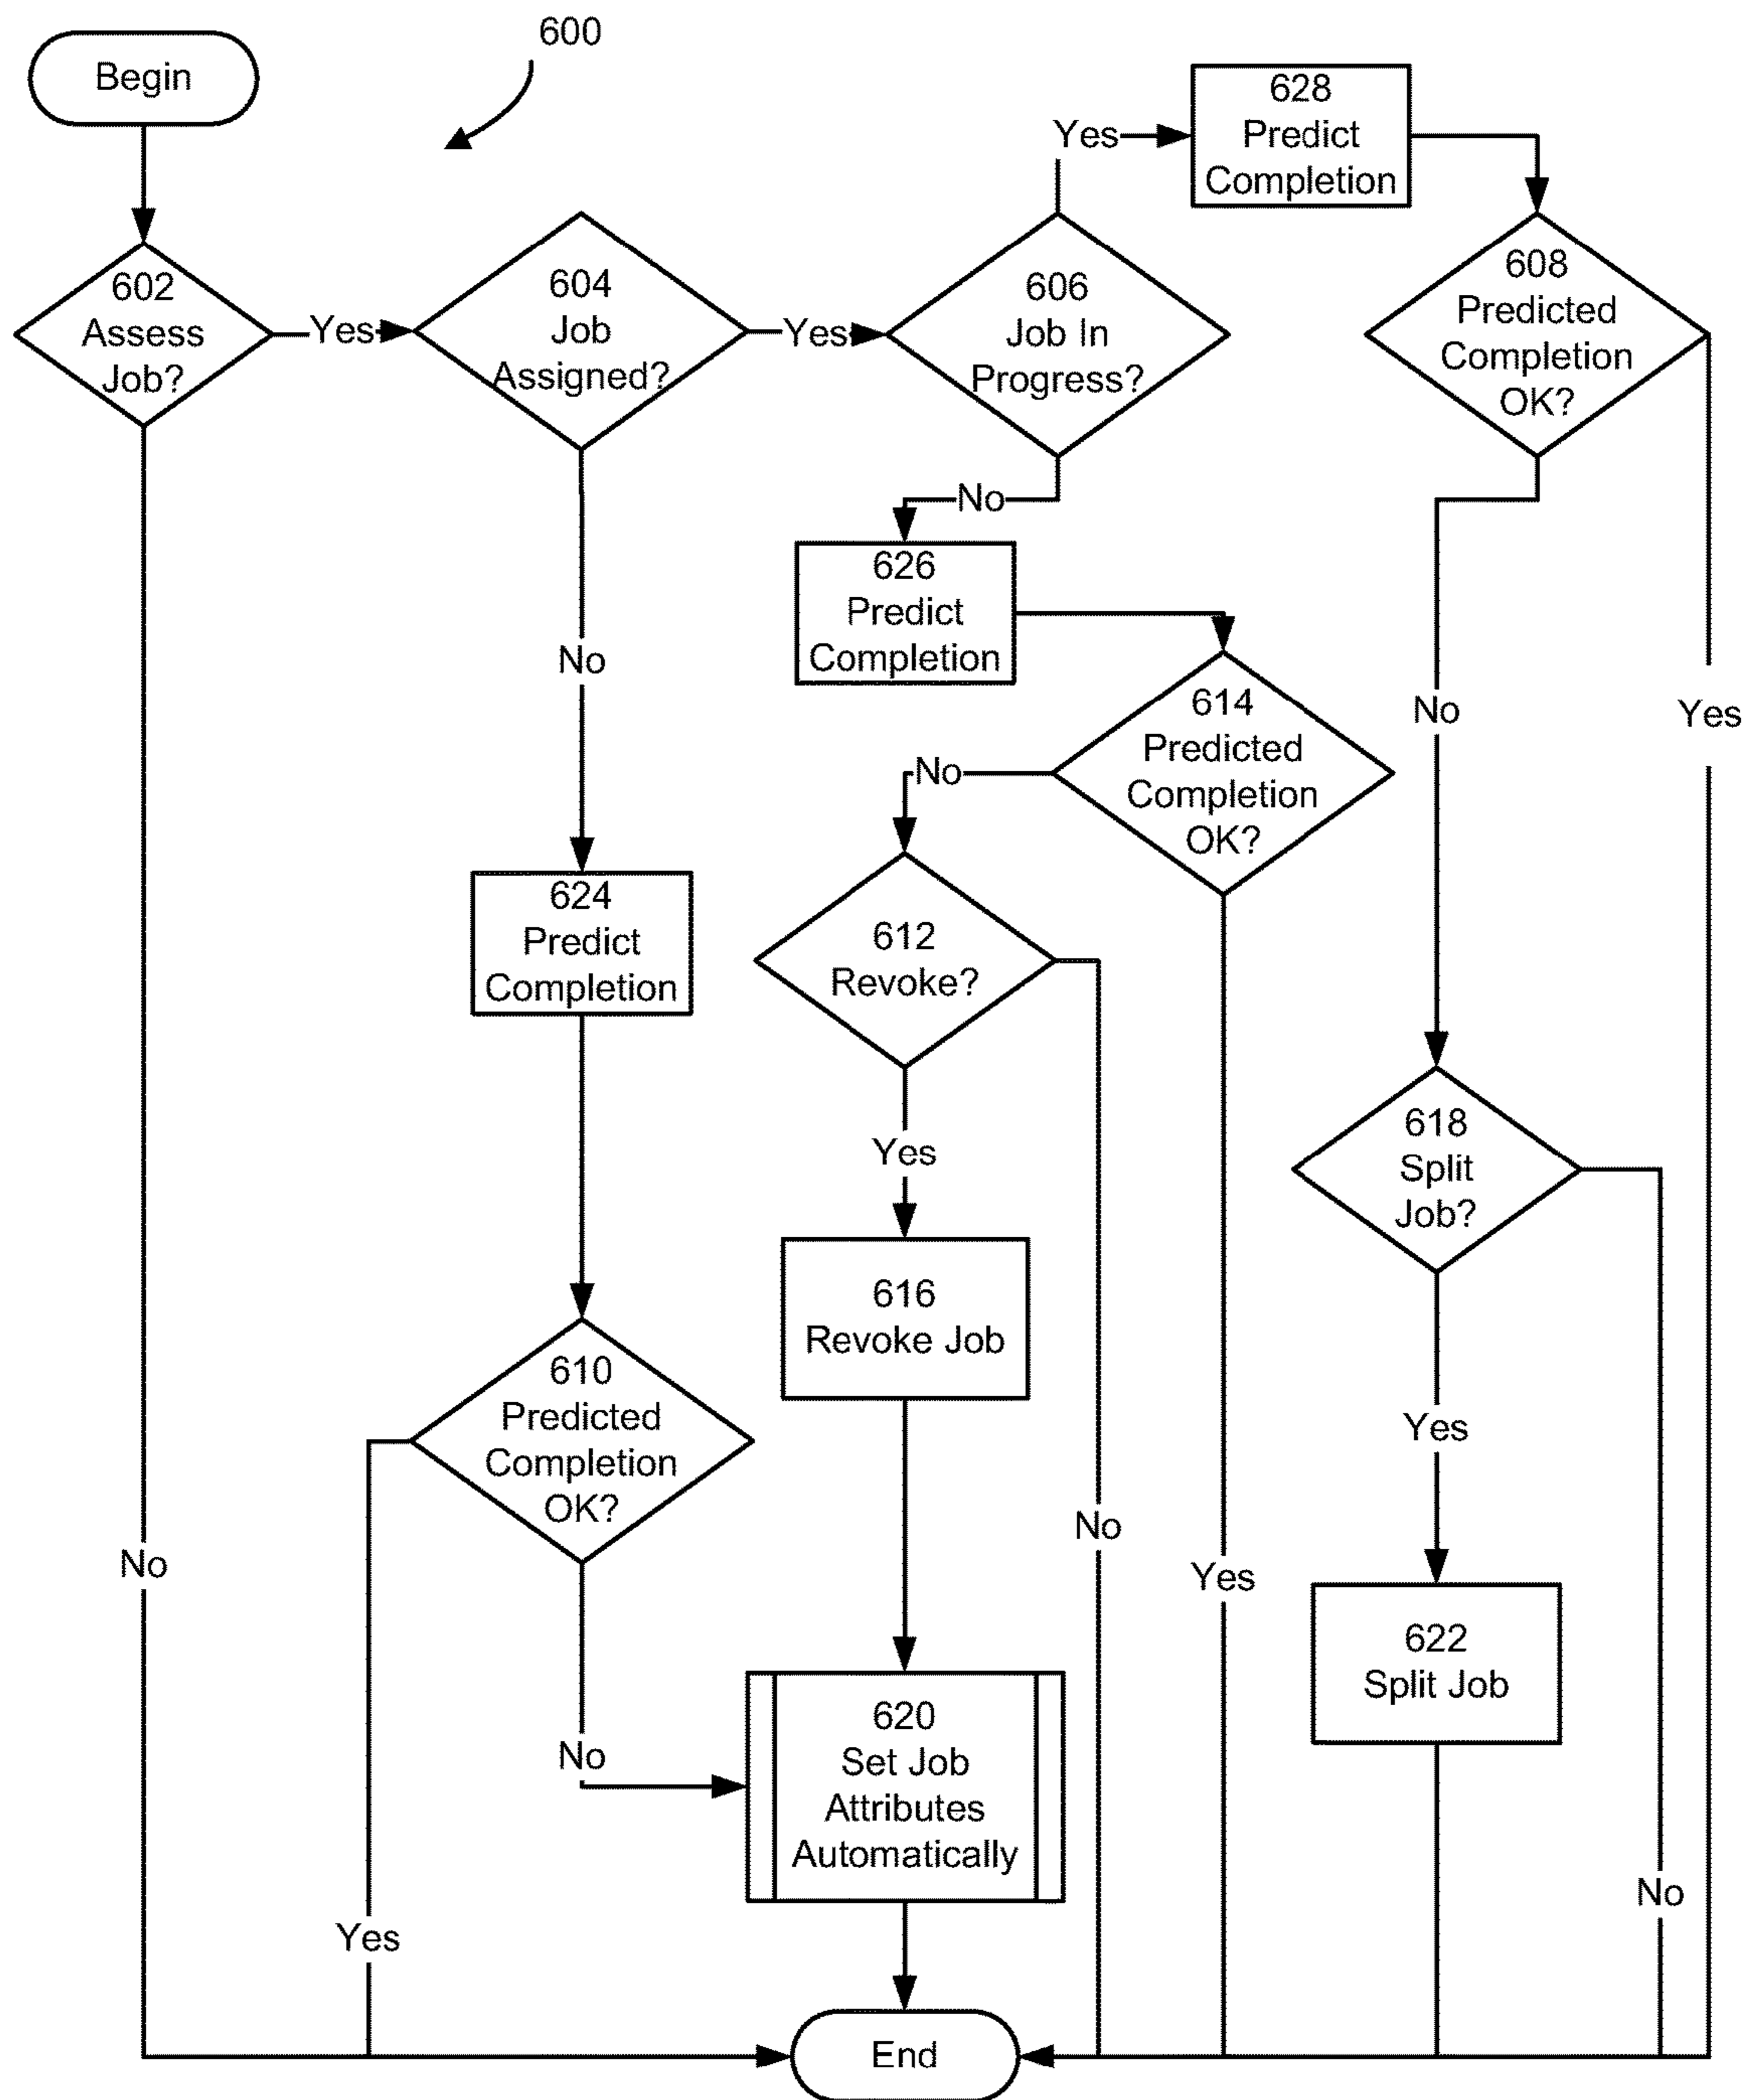 600
Begin
628
Predict
Completion
Yes
602
Assess
Job?
Yes
604
Job
Assigned?
Yes
606
Job In
Progress?
608
Predicted
Completion
OK?
No
626
Predict
Completion
No
614
Predicted
Completion
OK?
No
Yes
No
624
Predict
Completion
612
Revoke?
Yes
618
Split
Job?
616
Revoke Job
610
Predicted
Completion
OK?
Yes
No
No
Yes
622
Split Job
620
Set Job
Attributes
Automatically
No
Yes
No
End